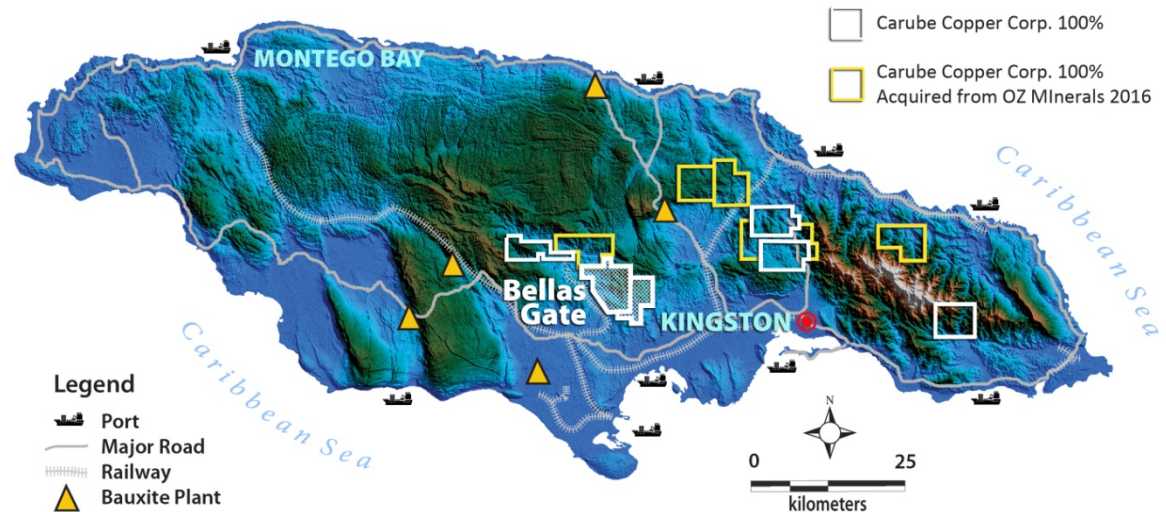 Carube Copper Corp. 100%
Carube Copper Corp. 100%
Acquired from OZ MInerals 2016
MONTEGO BAY
Caribbean Sea
Bellas
Gate
KINGSTON
Caribbean Sea
Legend
Port
Major Road
Railway
Bauxite Plant
N
0 25
kilometers